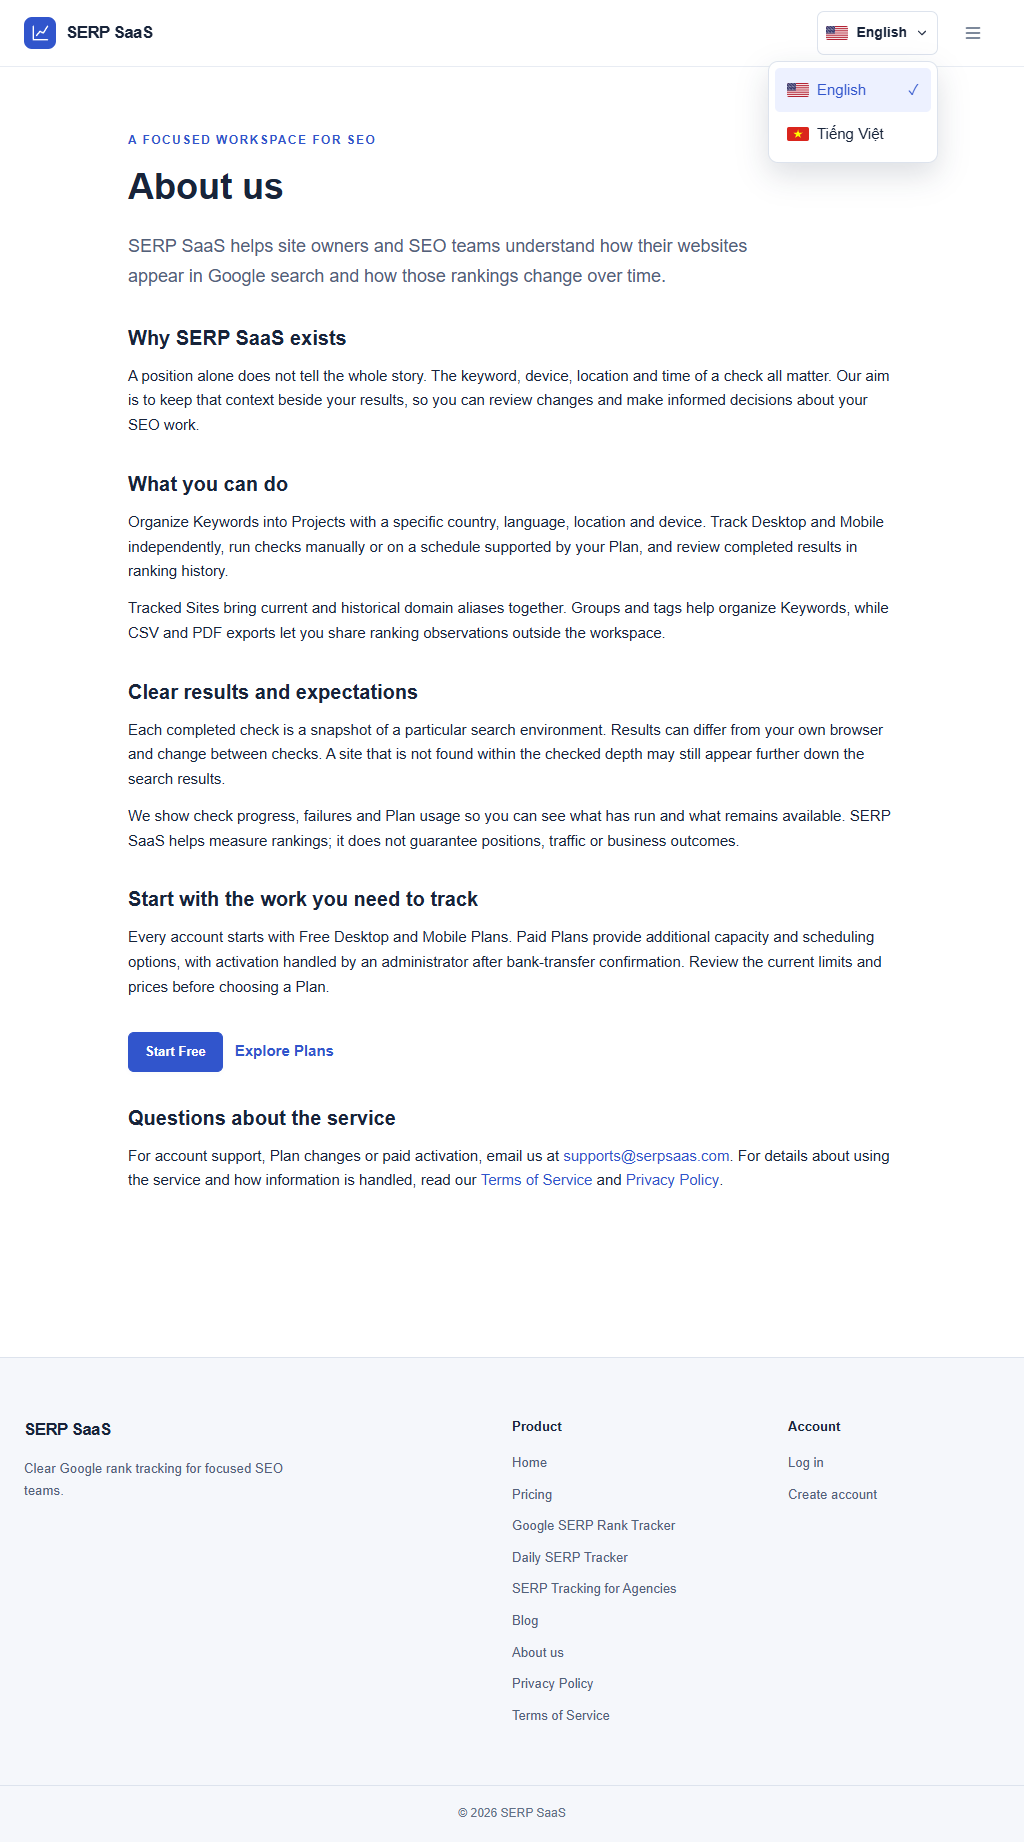 SERP SaaS
English
English
Tiếng Việt
A FOCUSED WORKSPACE FOR SEO
About us
SERP SaaS helps site owners and SEO teams understand how their websites
appear in Google search and how those rankings change over time.
Why SERP SaaS exists
A position alone does not tell the whole story. The keyword, device, location and time of a check all matter. Our aim
is to keep that context beside your results, so you can review changes and make informed decisions about your
SEO work.
What you can do
Organize Keywords into Projects with a specific country, language, location and device. Track Desktop and Mobile
independently, run checks manually or on a schedule supported by your Plan, and review completed results in
ranking history.
Tracked Sites bring current and historical domain aliases together. Groups and tags help organize Keywords, while
CSV and PDF exports let you share ranking observations outside the workspace.
Clear results and expectations
Each completed check is a snapshot of a particular search environment. Results can differ from your own browser
and change between checks. A site that is not found within the checked depth may still appear further down the
search results.
We show check progress, failures and Plan usage so you can see what has run and what remains available. SERP
SaaS helps measure rankings; it does not guarantee positions, traffic or business outcomes.
Start with the work you need to track
Every account starts with Free Desktop and Mobile Plans. Paid Plans provide additional capacity and scheduling
options, with activation handled by an administrator after bank-transfer confirmation. Review the current limits and
prices before choosing a Plan.
Start Free
Explore Plans
Questions about the service
For account support, Plan changes or paid activation, email us at supports@serpsaas.com. For details about using
the service and how information is handled, read our Terms of Service and Privacy Policy.
SERP SaaS
Clear Google rank tracking for focused SEO
teams.
Product
Home
Pricing
Google SERP Rank Tracker
Daily SERP Tracker
SERP Tracking for Agencies
Blog
About us
Privacy Policy
Terms of Service
Account
Log in
Create account
© 2026 SERP SaaS